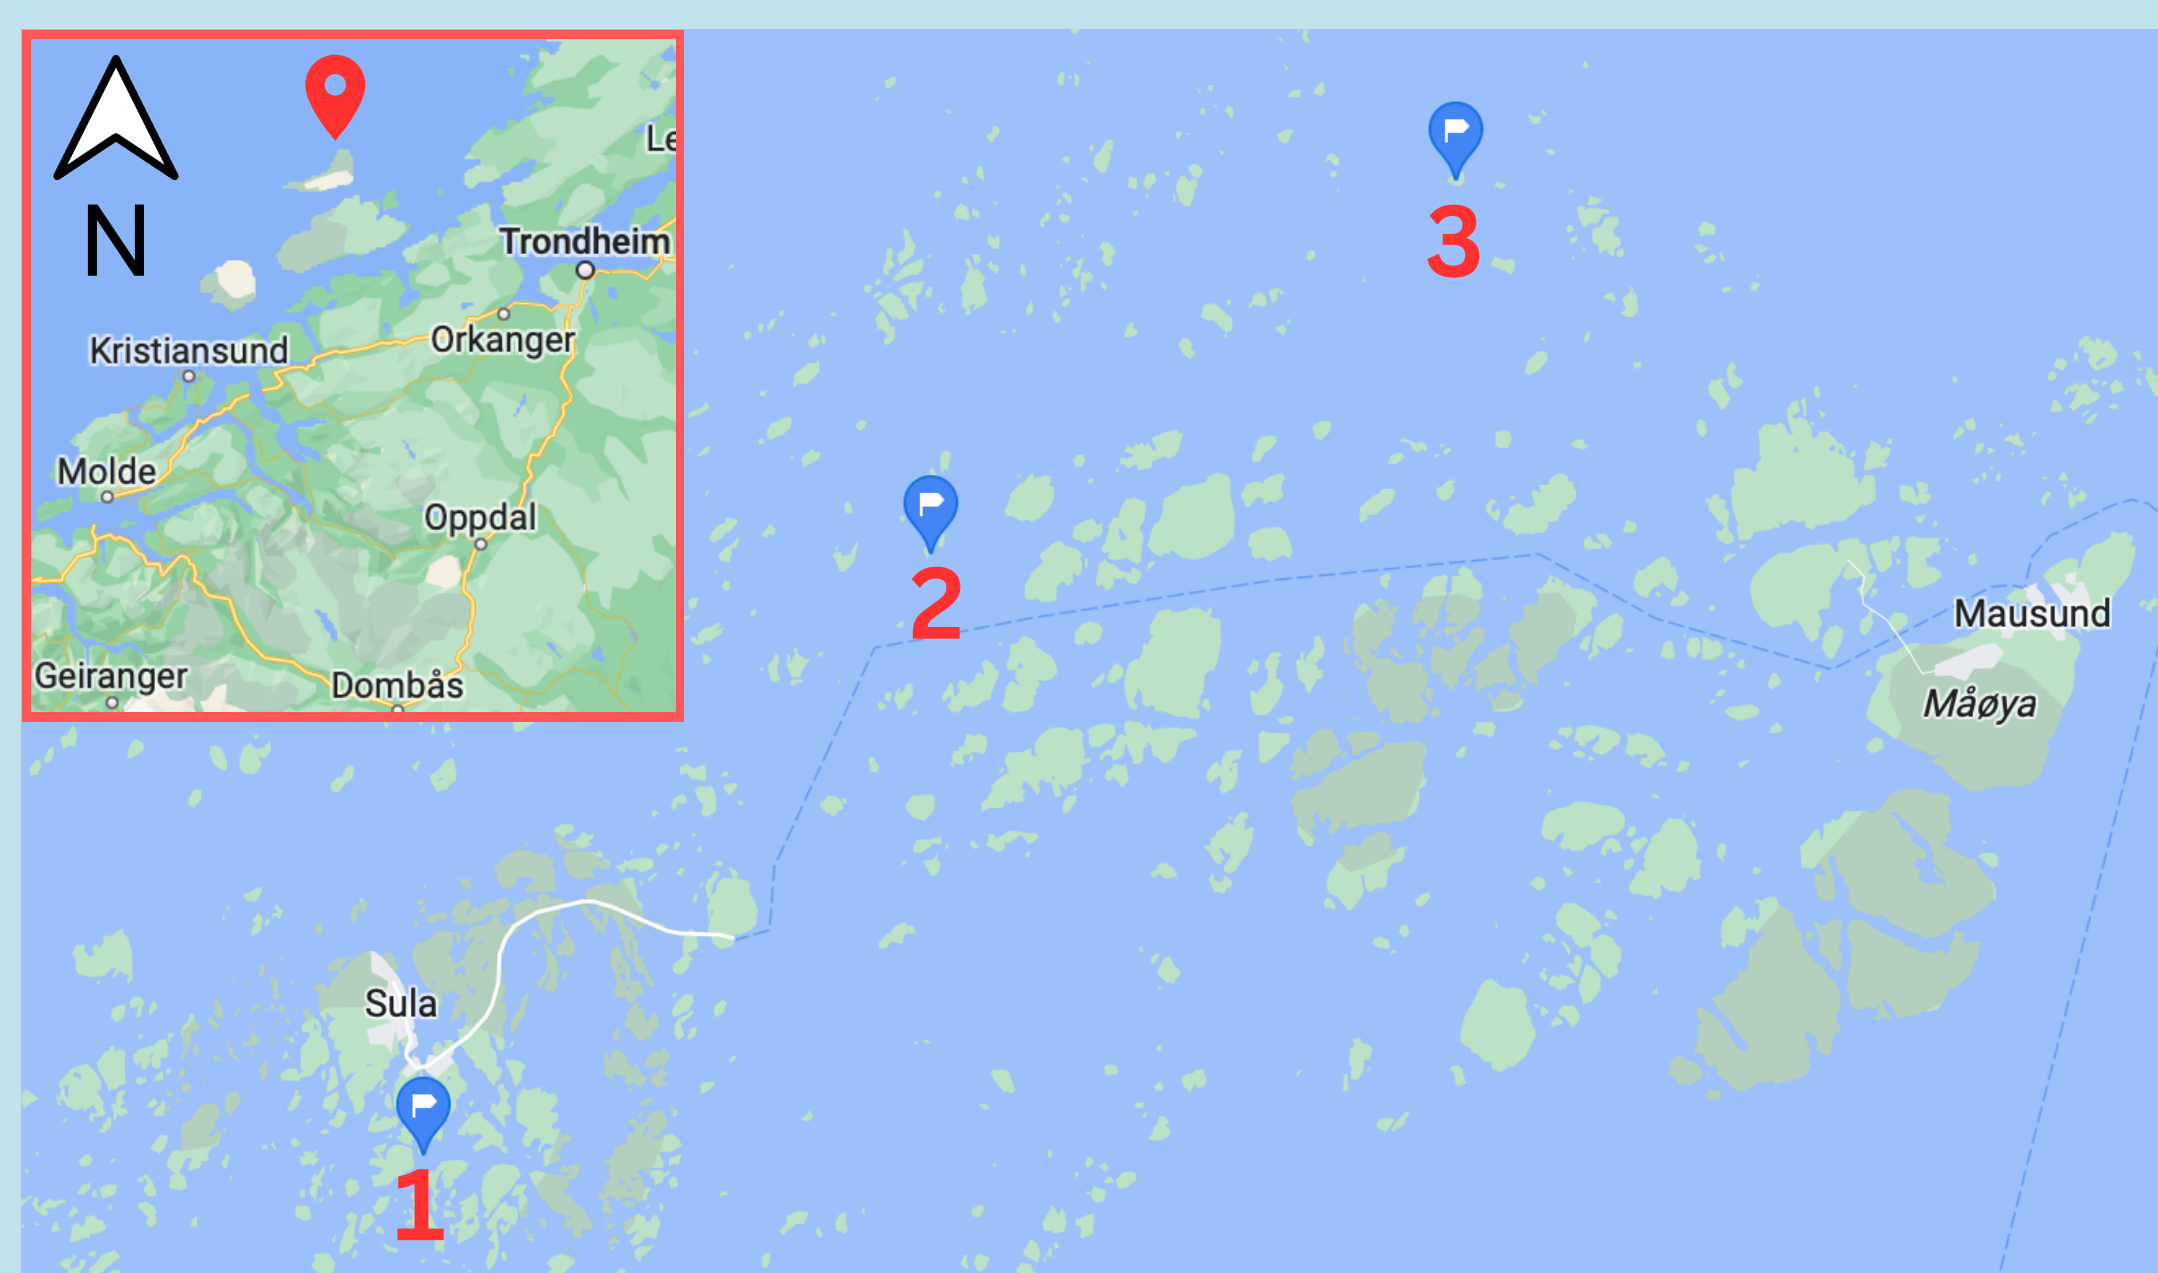 N
Le
Trondheim
Orkanger
Kristiansund
Molde
Oppdal
Geiranger
Dombås
3
2
Mausund
Måøya
Sula
1